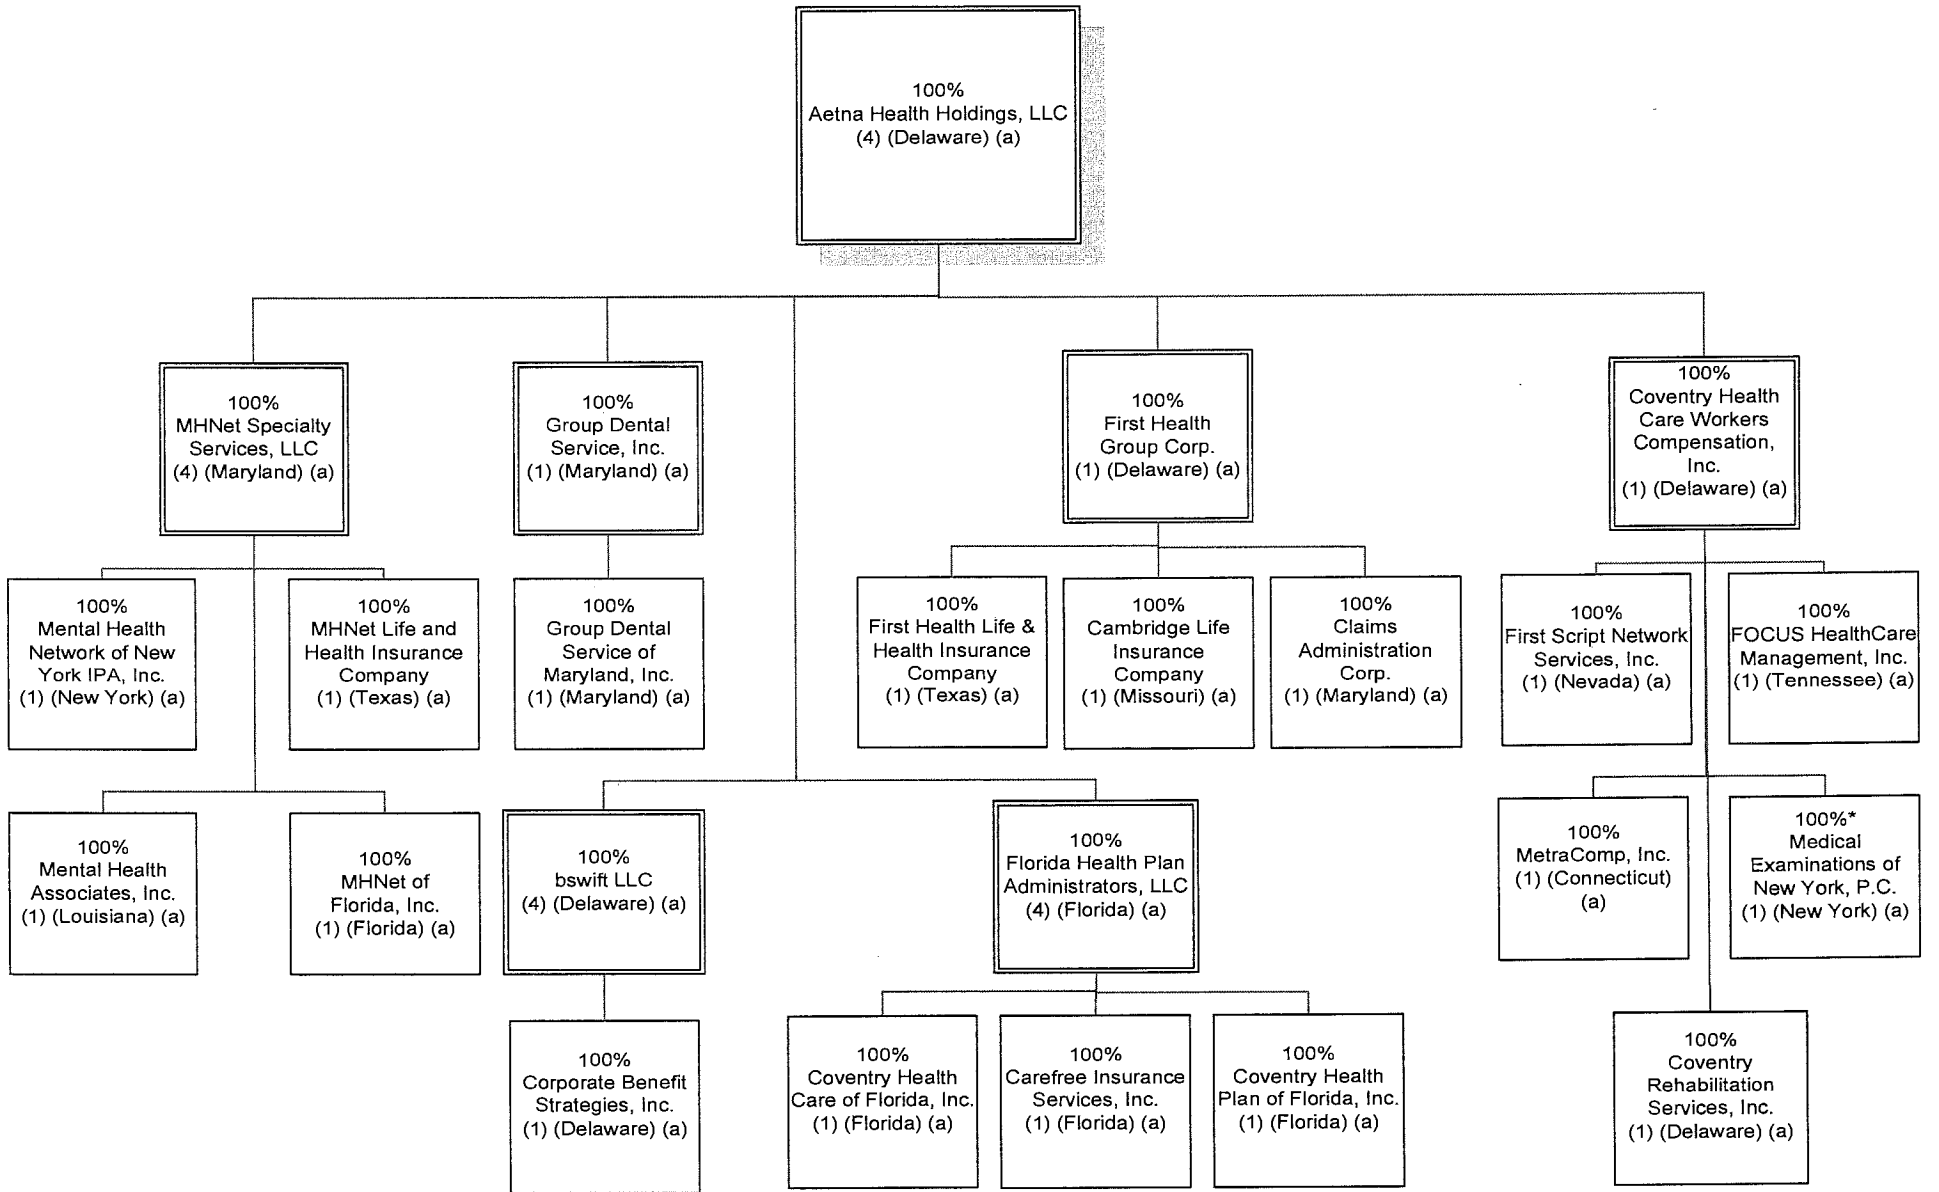 100%
Aetna Health Holdings, LLC
(4) (Delaware) (a)
100%
MHNet Specialty
Services, LLC
(4) (Maryland) (a)
100%
Group Dental
Service, Inc.
(1) (Maryland) (a)
100%
First Health
Group Corp.
(1) (Delaware) (a)
100%
Coventry Health
Care Workers
Compensation,
Inc.
(1) (Delaware) (a)
100%
Mental Health
Network of New
York IPA, Inc.
(1) (New York) (a)
100%
MHNet Life and
Health Insurance
Company
(1) (Texas) (a)
100%
Group Dental
Service of
Maryland, Inc.
(1) (Maryland) (a)
100%
First Health Life &
Health Insurance
Company
(1) (Texas) (a)
100%
Cambridge Life
Insurance
Company
(1) (Missouri) (a)
100%
Claims
Administration
Corp.
(1) (Maryland) (a)
100%
First Script Network
Services, Inc.
(1) (Nevada) (a)
100%
FOCUS HealthCare
Management, Inc.
(1) (Tennessee) (a)
100%
Mental Health
Associates, Inc.
(1) (Louisiana) (a)
100%
MHNet of
Florida, Inc.
(1) (Florida) (a)
100%
bswift LLC
(4) (Delaware) (a)
100%
Florida Health Plan
Administrators, LLC
(4) (Florida) (a)
100%
MetraComp, Inc.
(1) (Connecticut)
(a)
100%*
Medical
Examinations of
New York, P.C.
(1) (New York) (a)
100%
Corporate Benefit
Strategies, Inc.
(1) (Delaware) (a)
100%
Coventry Health
Care of Florida, Inc.
(1) (Florida) (a)
100%
Carefree Insurance
Services, Inc.
(1) (Florida) (a)
100%
Coventry Health
Plan of Florida, Inc.
(1) (Florida) (a)
100%
Coventry
Rehabilitation
Services, Inc.
(1) (Delaware) (a)